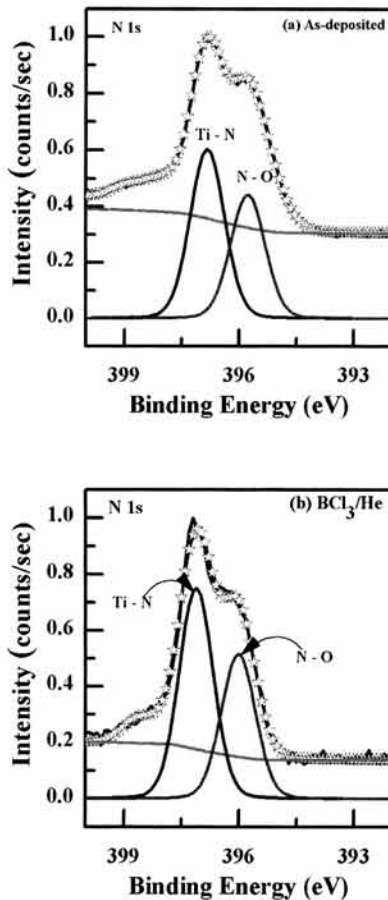 N 1s
(a) As-deposited
1.0
0.8
0.6
0.4
0.2
0.0
Ti - N
N - O
Intensity (counts/sec)
399
396
393
Binding Energy (eV)
N 1s
(b) BCl₃/He
1.0
0.8
0.6
0.4
0.2
0.0
Ti - N
N - O
Intensity (counts/sec)
399
396
393
Binding Energy (eV)